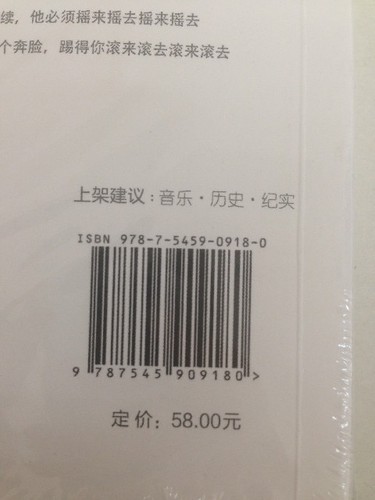 续，他必须摇来摇去摇来摇去
个奔脸，踢得你滚来滚去滚来滚去
上架建议：音乐·历史·纪实
ISBN 978-7-5459-0918-0
9 787545 909180 >
定价：58.00元